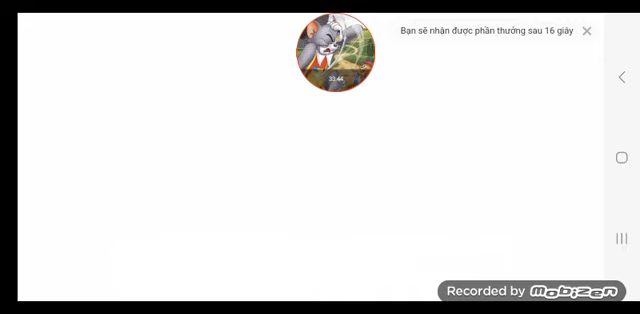 Bạn sẽ nhận được phần thưởng sau 16 giây
33:44
Recorded by mobizen